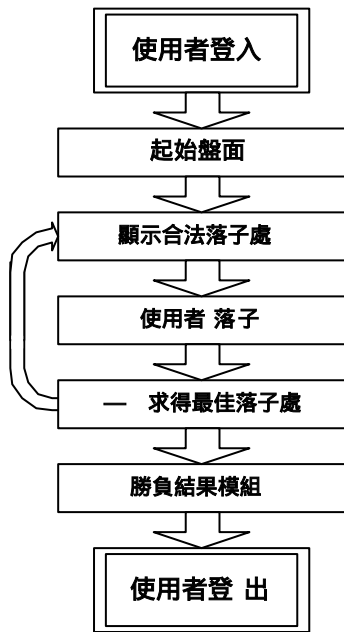 使用者登入
起始盤面
顯示合法落子處
使用者 落子
— 求得最佳落子處
勝負結果模組
使用者登 出